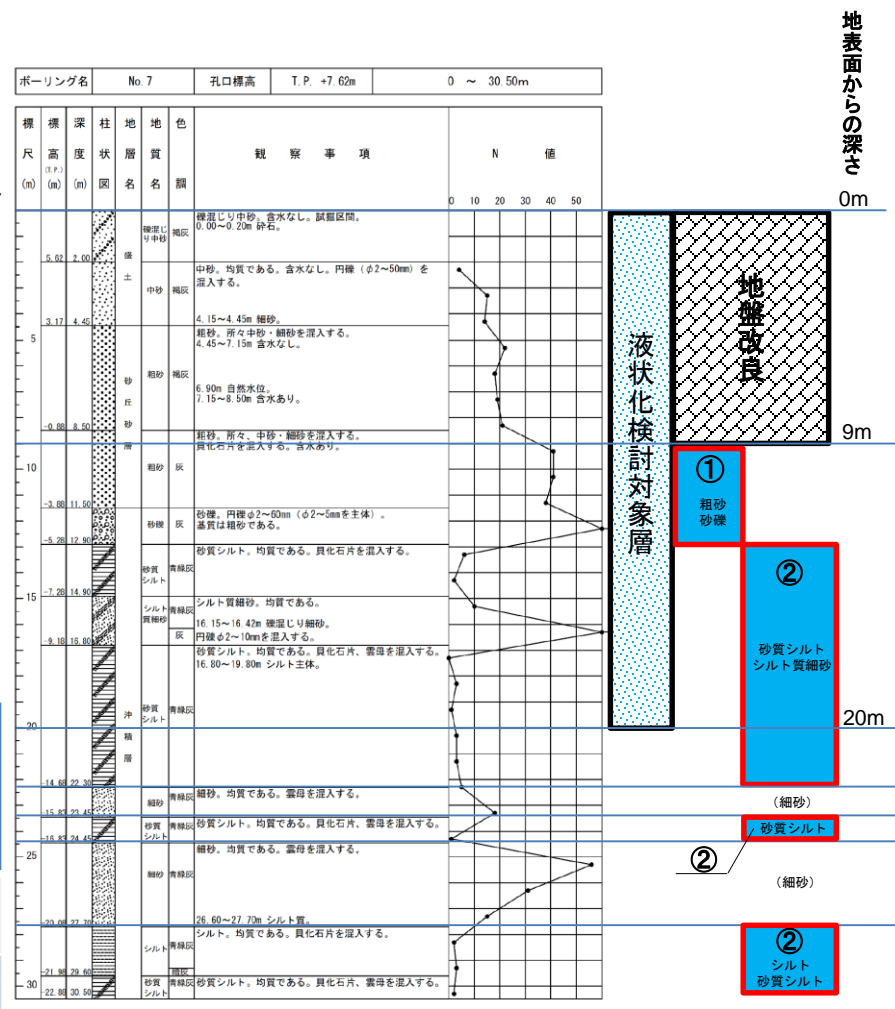 地表面からの深さ
ボーリング名 No. 7 孔口標高 T.P. +7.62m 0 ～ 30.50m
標尺(m) 標高(T.P.)(m) 深度(m) 柱状図 地層名 地質名 色調 観察事項 N値
0 10 20 30 40 50
0m
盛土
礫混じり中砂 褐灰
礫混じり中砂。含水なし。試掘区間。
0.00～0.20m 砕石。
5.62 2.00
中砂 褐灰
中砂。均質である。含水なし。円礫（φ2～50mm）を
混入する。
4.15～4.45m 細砂。
3.17 4.45
5
砂丘砂層
粗砂 褐灰
粗砂。所々中砂・細砂を混入する。
4.45～7.15m 含水なし。
6.90m 自然水位。
7.15～8.50m 含水あり。
-0.88 8.50
地盤改良
液状化検討対象層
9m
粗砂 灰
粗砂。所々、中砂・細砂を混入する。
貝化石片を混入する。含水あり。
10
-3.88 11.50
①
粗砂
砂礫
砂礫 灰
砂礫。円礫φ2～60mm（φ2～5mmを主体）。
基質は粗砂である。
-5.28 12.90
沖積層
砂質シルト 青緑灰
砂質シルト。均質である。貝化石片を混入する。
-7.28 14.90
15
シルト質細砂 青緑灰
灰
シルト質細砂。均質である。
16.15～16.42m 礫混じり細砂。
円礫φ2～10mmを混入する。
-9.18 16.80
②
砂質シルト
シルト質細砂
砂質シルト 青緑灰
砂質シルト。均質である。貝化石片、雲母を混入する。
16.80～19.80m シルト主体。
20
20m
-14.68 22.30
細砂 青緑灰
細砂。均質である。雲母を混入する。
（細砂）
-15.83 23.45
砂質シルト 青緑灰
砂質シルト。均質である。貝化石片、雲母を混入する。
砂質シルト
-16.83 24.45
②
25
細砂 青緑灰
細砂。均質である。雲母を混入する。
26.60～27.70m シルト質。
（細砂）
-20.08 27.70
シルト 青緑灰
暗灰
シルト。均質である。貝化石片を混入する。
②
シルト
砂質シルト
-21.98 29.60
30
砂質シルト 青緑灰
砂質シルト。均質である。貝化石片、雲母を混入する。
-22.88 30.50